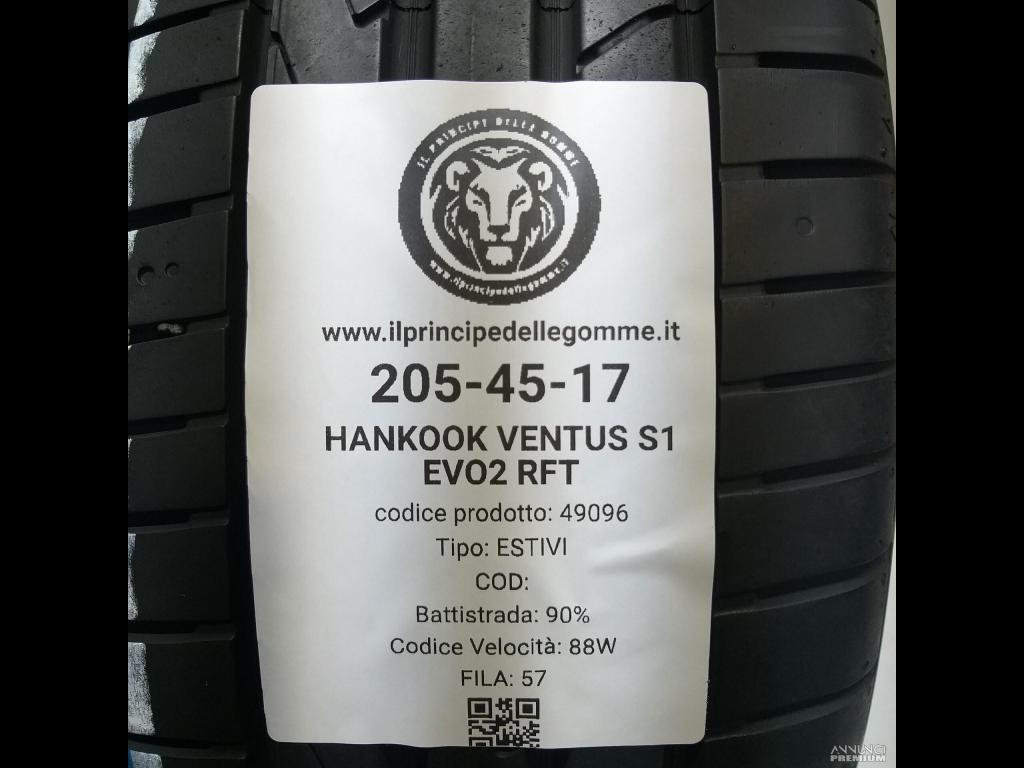 IL PRINCIPE DELLE GOMME
www.ilprincipedellegomme.it
www.ilprincipedellegomme.it
205-45-17
HANKOOK VENTUS S1
EVO2 RFT
codice prodotto: 49096
Tipo: ESTIVI
COD:
Battistrada: 90%
Codice Velocità: 88W
FILA: 57
ANNUNCI
PREMIUM